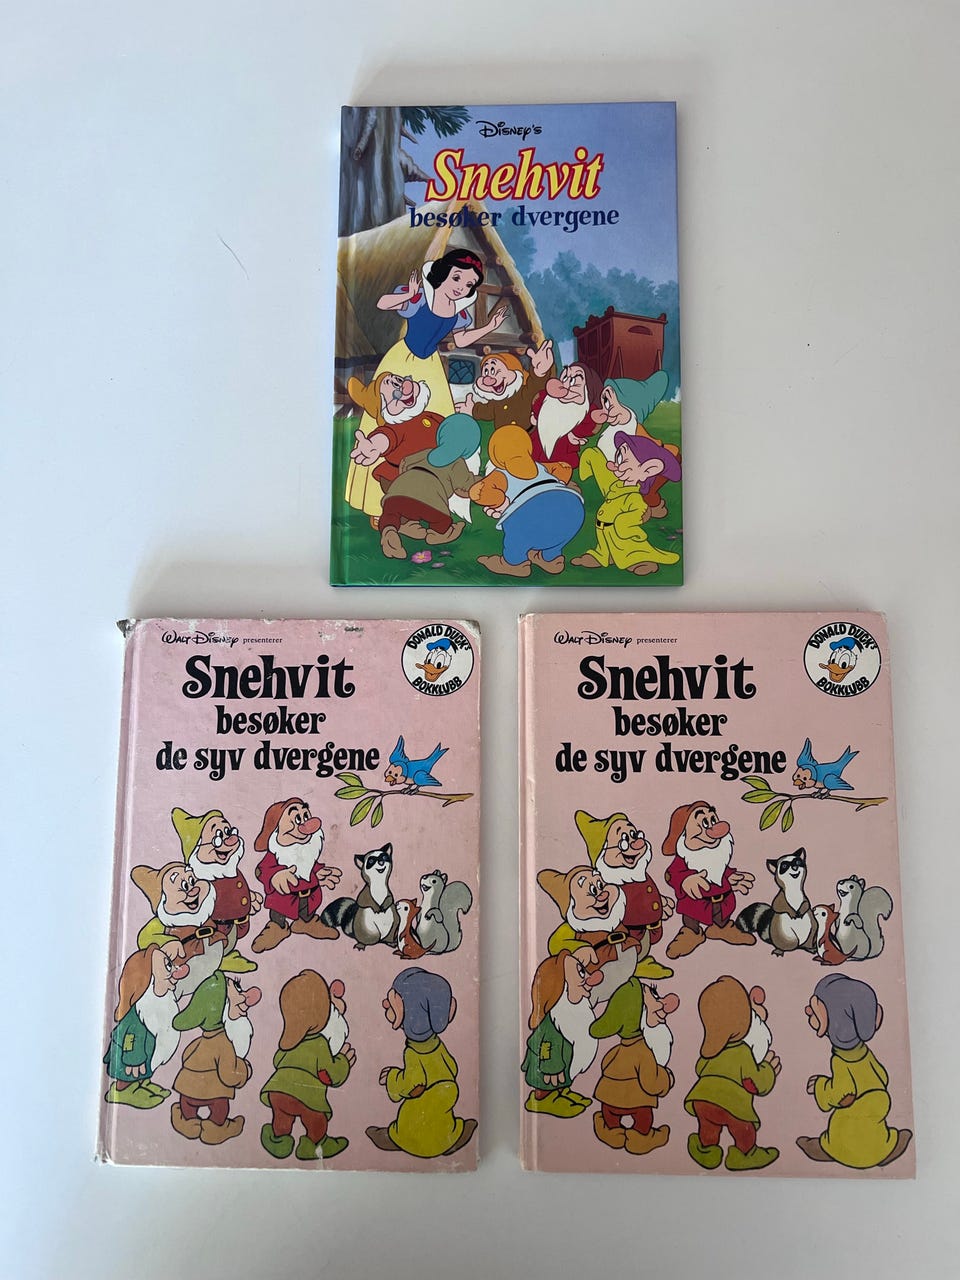 Disney's
Snehvit
besøker dvergene
Walt Disney presenterer
Snehvit
besøker
de syv dvergene
DONALD DUCK's
BOKKLUBB
Walt Disney presenterer
Snehvit
besøker
de syv dvergene
DONALD DUCK's
BOKKLUBB